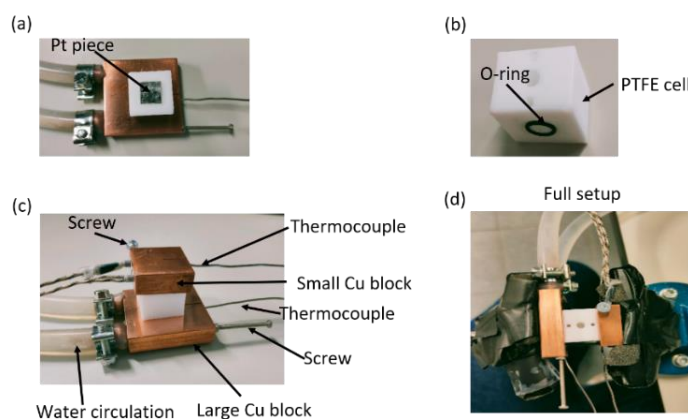 (a)
Pt piece
(b)
O-ring
PTFE cell
(c)
Screw
Thermocouple
Small Cu block
Thermocouple
Screw
Water circulation
Large Cu block
(d)
Full setup